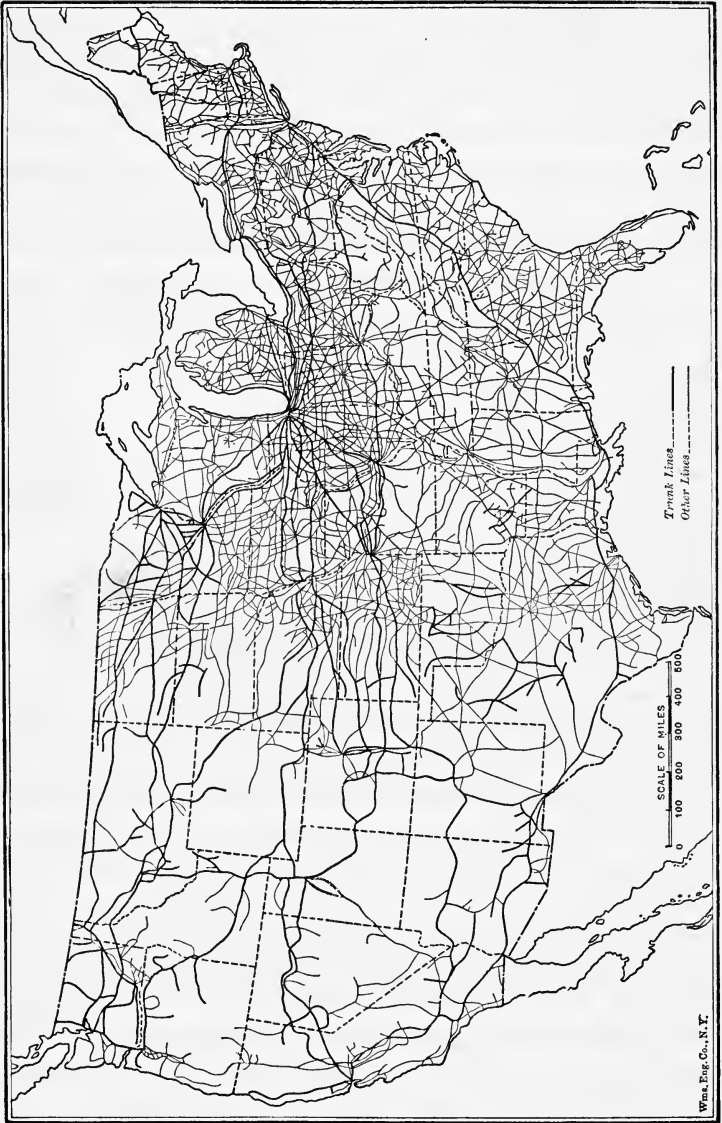 Trunk Lines
Other Lines
SCALE OF MILES
0 100 200 300 400 500
Wms. Eng. Co., N.Y.